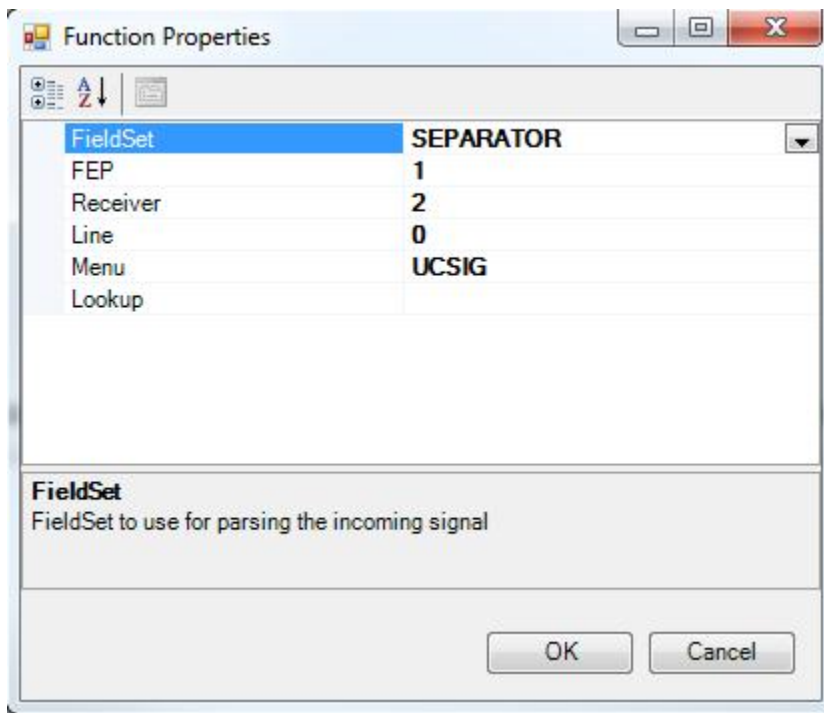 Function Properties
FieldSet SEPARATOR
FEP 1
Receiver 2
Line 0
Menu UCSIG
Lookup
FieldSet
FieldSet to use for parsing the incoming signal
OK Cancel